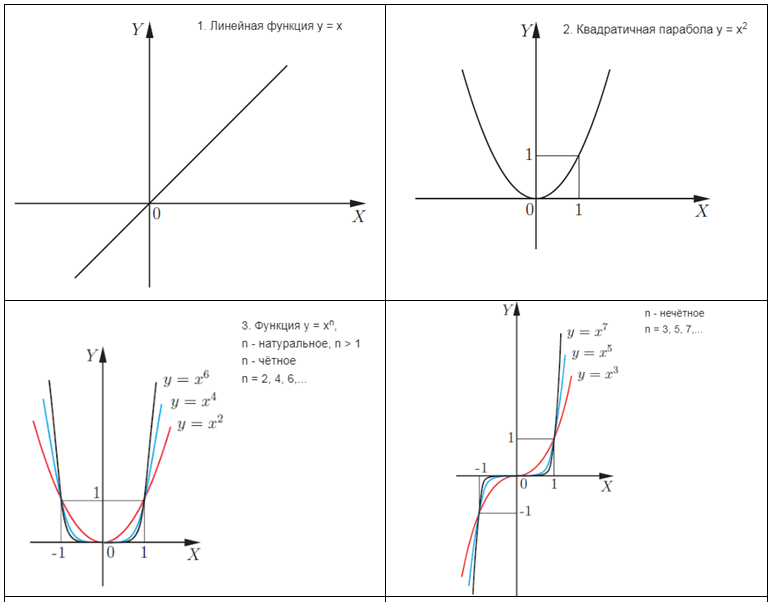 Y
1. Линейная функция y = x
0
X
Y
2. Квадратичная парабола y = x²
1
0
1
X
3. Функция y = xⁿ,
n - натуральное, n > 1
n - чётное
n = 2, 4, 6,...
Y
y = x⁶
y = x⁴
y = x²
1
-1
0
1
X
Y
n - нечётное
n = 3, 5, 7,...
y = x⁷
y = x⁵
y = x³
1
-1
0
1
X
-1